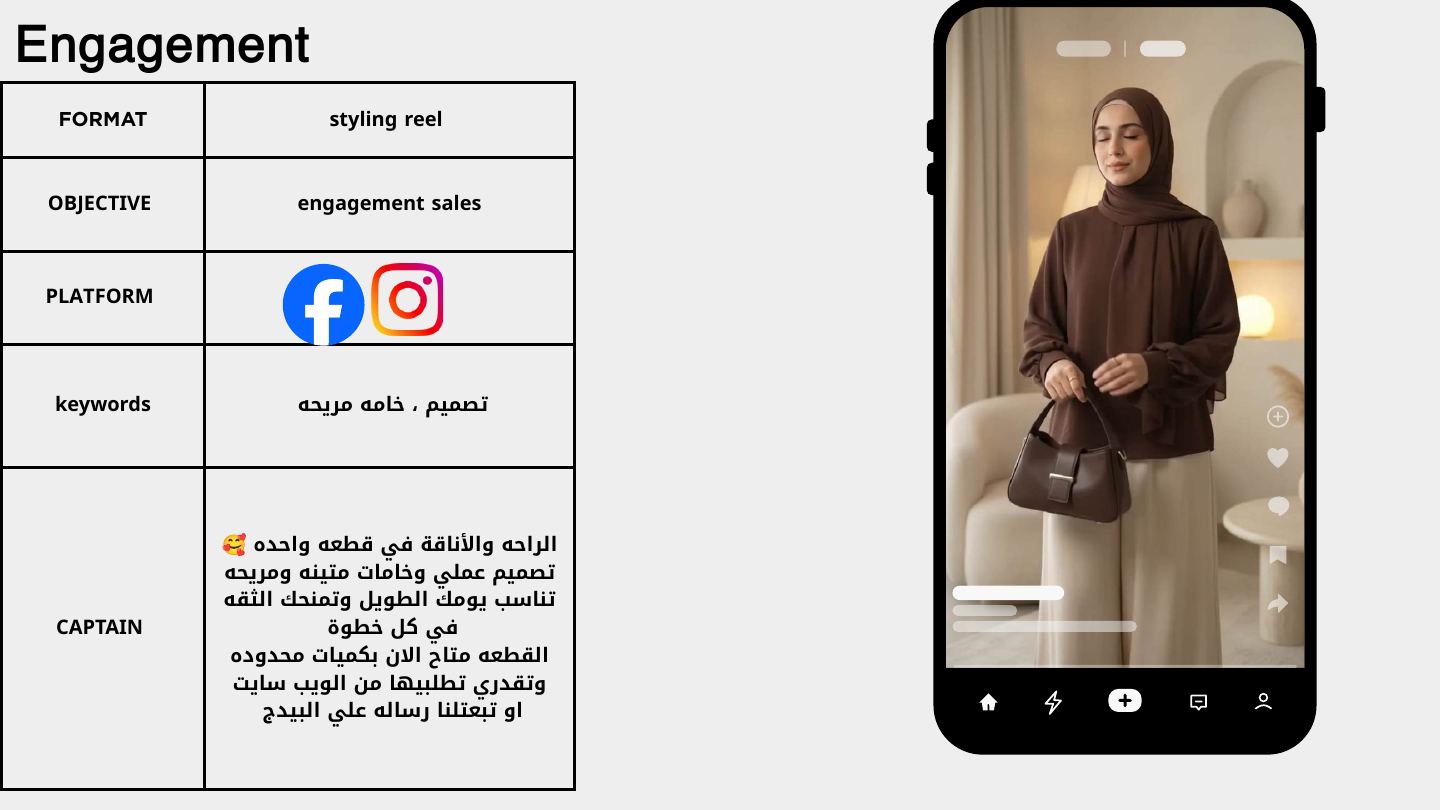 Engagement
FORMAT
styling reel
OBJECTIVE
engagement sales
PLATFORM
keywords
تصميم ، خامه مريحه
CAPTAIN
الراحه والأناقة في قطعه واحده 🥰
تصميم عملي وخامات متينه ومريحه
تناسب يومك الطويل وتمنحك الثقه
في كل خطوة
القطعه متاح الان بكميات محدوده
وتقدري تطلبيها من الويب سايت
او تبعتلنا رساله علي البيدج